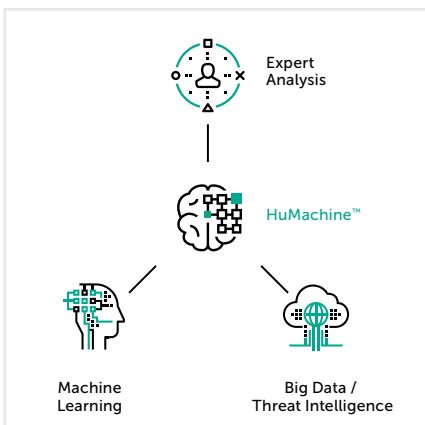 Expert
Analysis
HuMachine™
Machine
Learning
Big Data /
Threat Intelligence